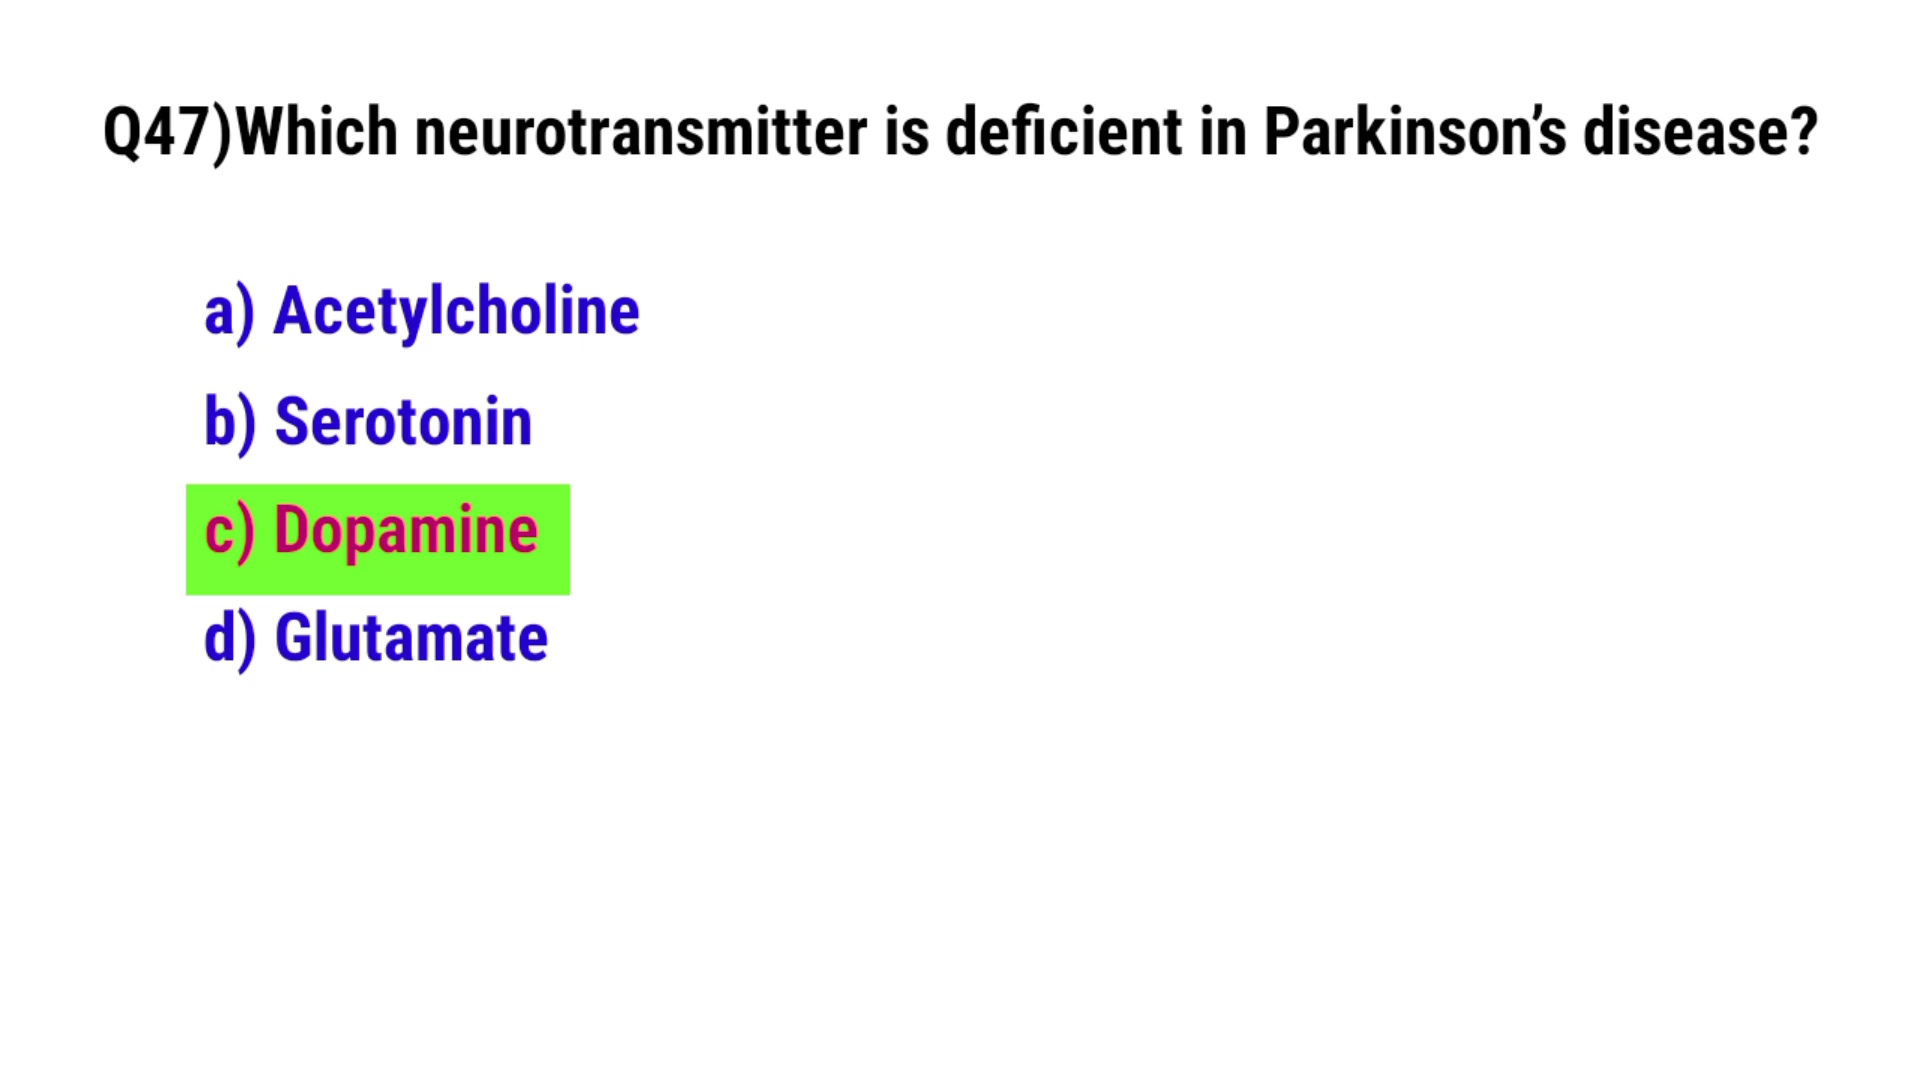 Q47)Which neurotransmitter is deficient in Parkinson’s disease?
a) Acetylcholine
b) Serotonin
c) Dopamine
d) Glutamate